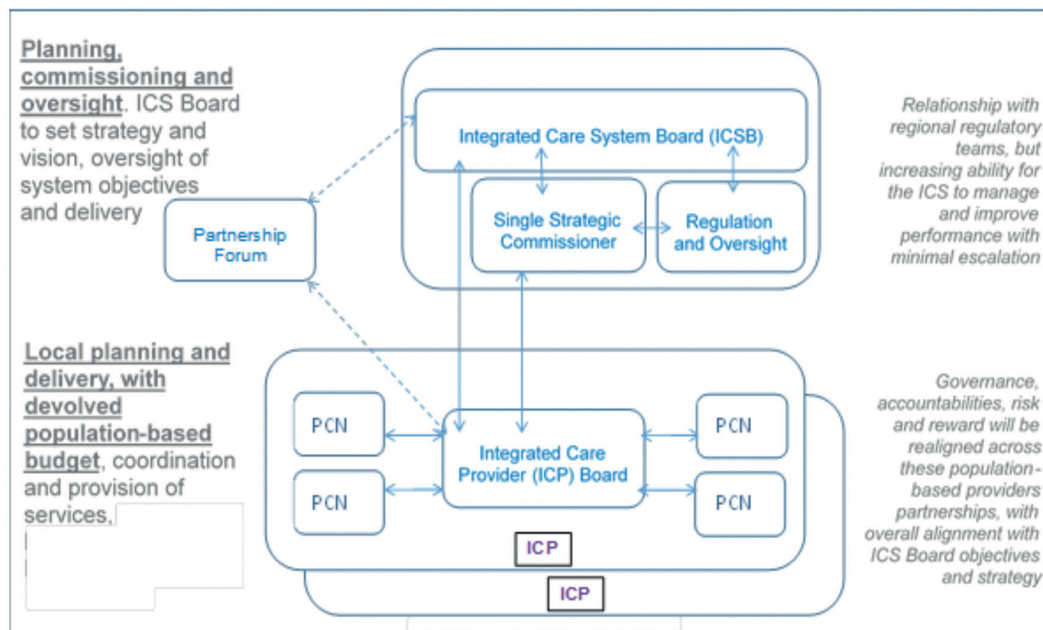 Planning,
commissioning and
oversight. ICS Board
to set strategy and
vision, oversight of
system objectives
and delivery
Partnership
Forum
Integrated Care System Board (ICSB)
Single Strategic
Commissioner
Regulation
and Oversight
Relationship with
regional regulatory
teams, but
increasing ability for
the ICS to manage
and improve
performance with
minimal escalation
Local planning and
delivery, with
devolved
population-based
budget, coordination
and provision of
services,
PCN
PCN
Integrated Care
Provider (ICP) Board
PCN
PCN
ICP
ICP
Governance,
accountabilities, risk
and reward will be
realigned across
these population-
based providers
partnerships, with
overall alignment with
ICS Board objectives
and strategy